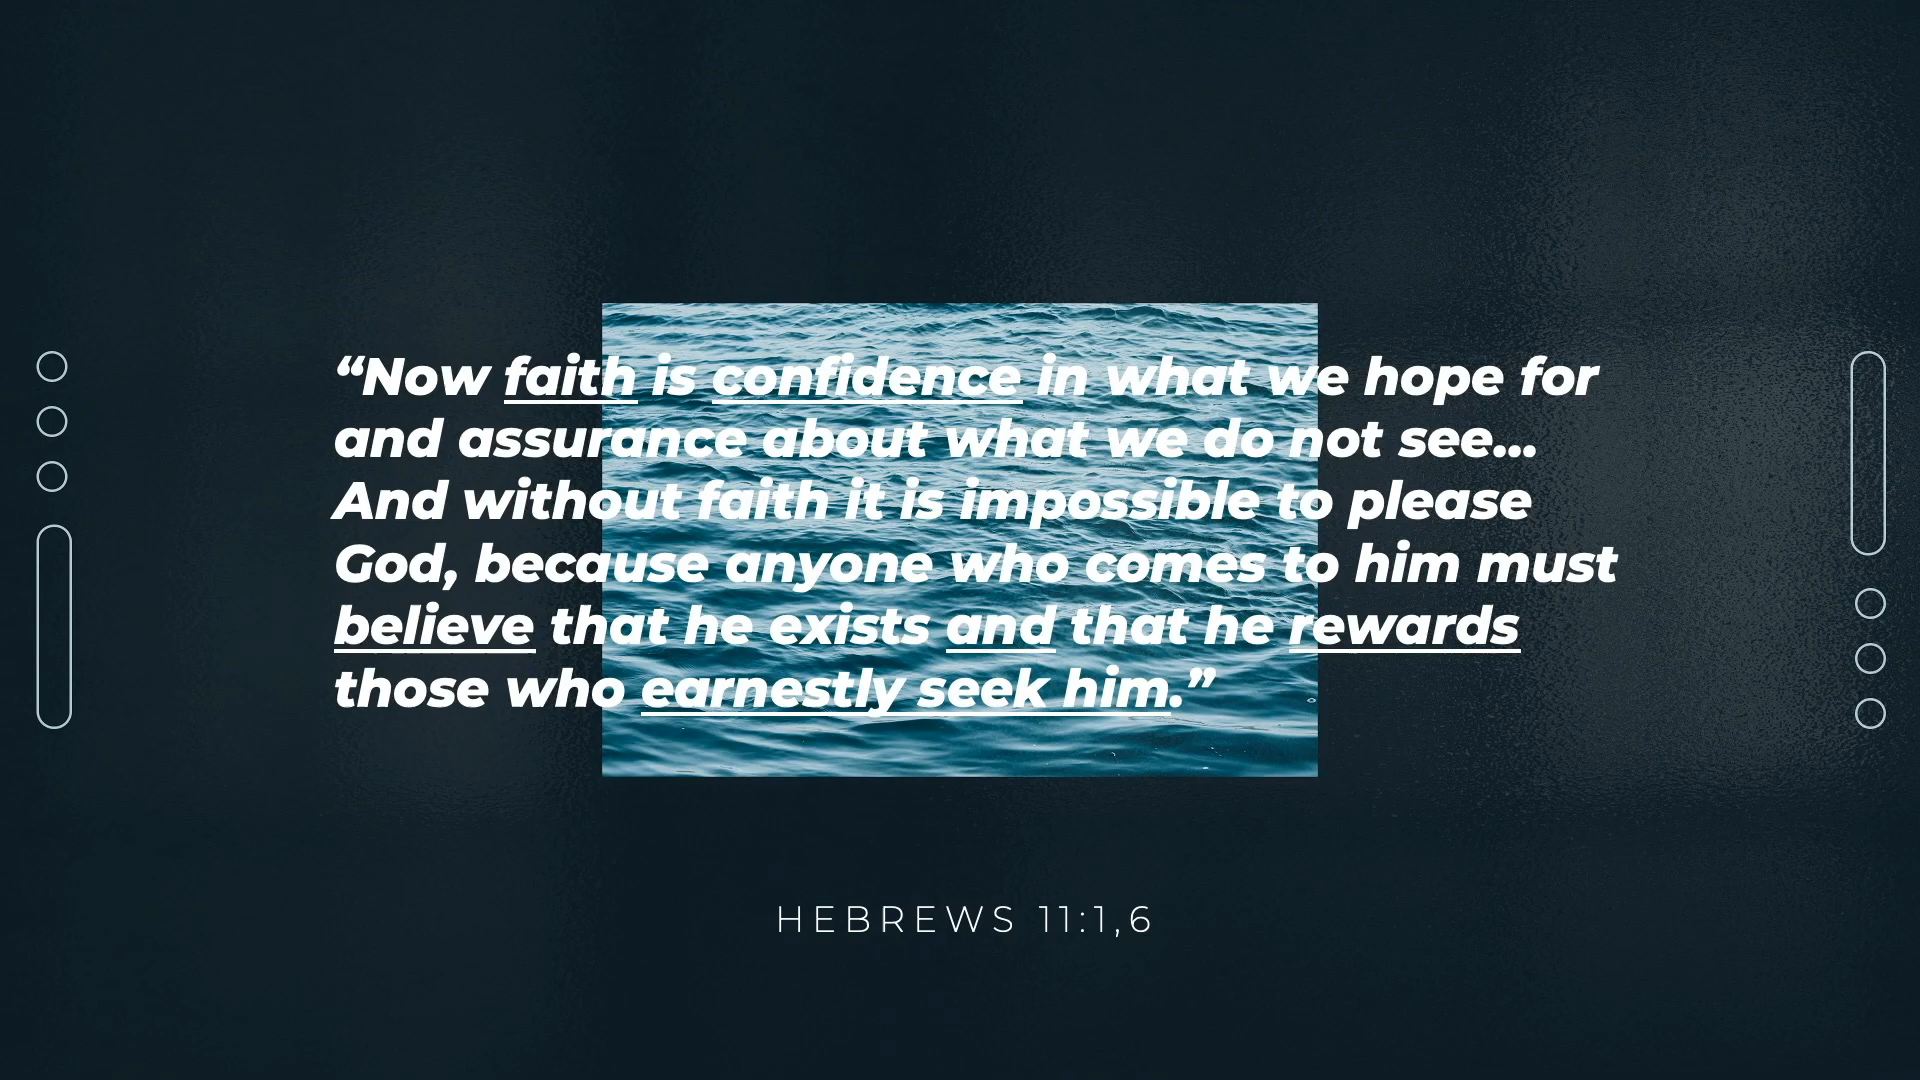 “Now faith is confidence in what we hope for
and assurance about what we do not see...
And without faith it is impossible to please
God, because anyone who comes to him must
believe that he exists and that he rewards
those who earnestly seek him.”
HEBREWS 11:1,6